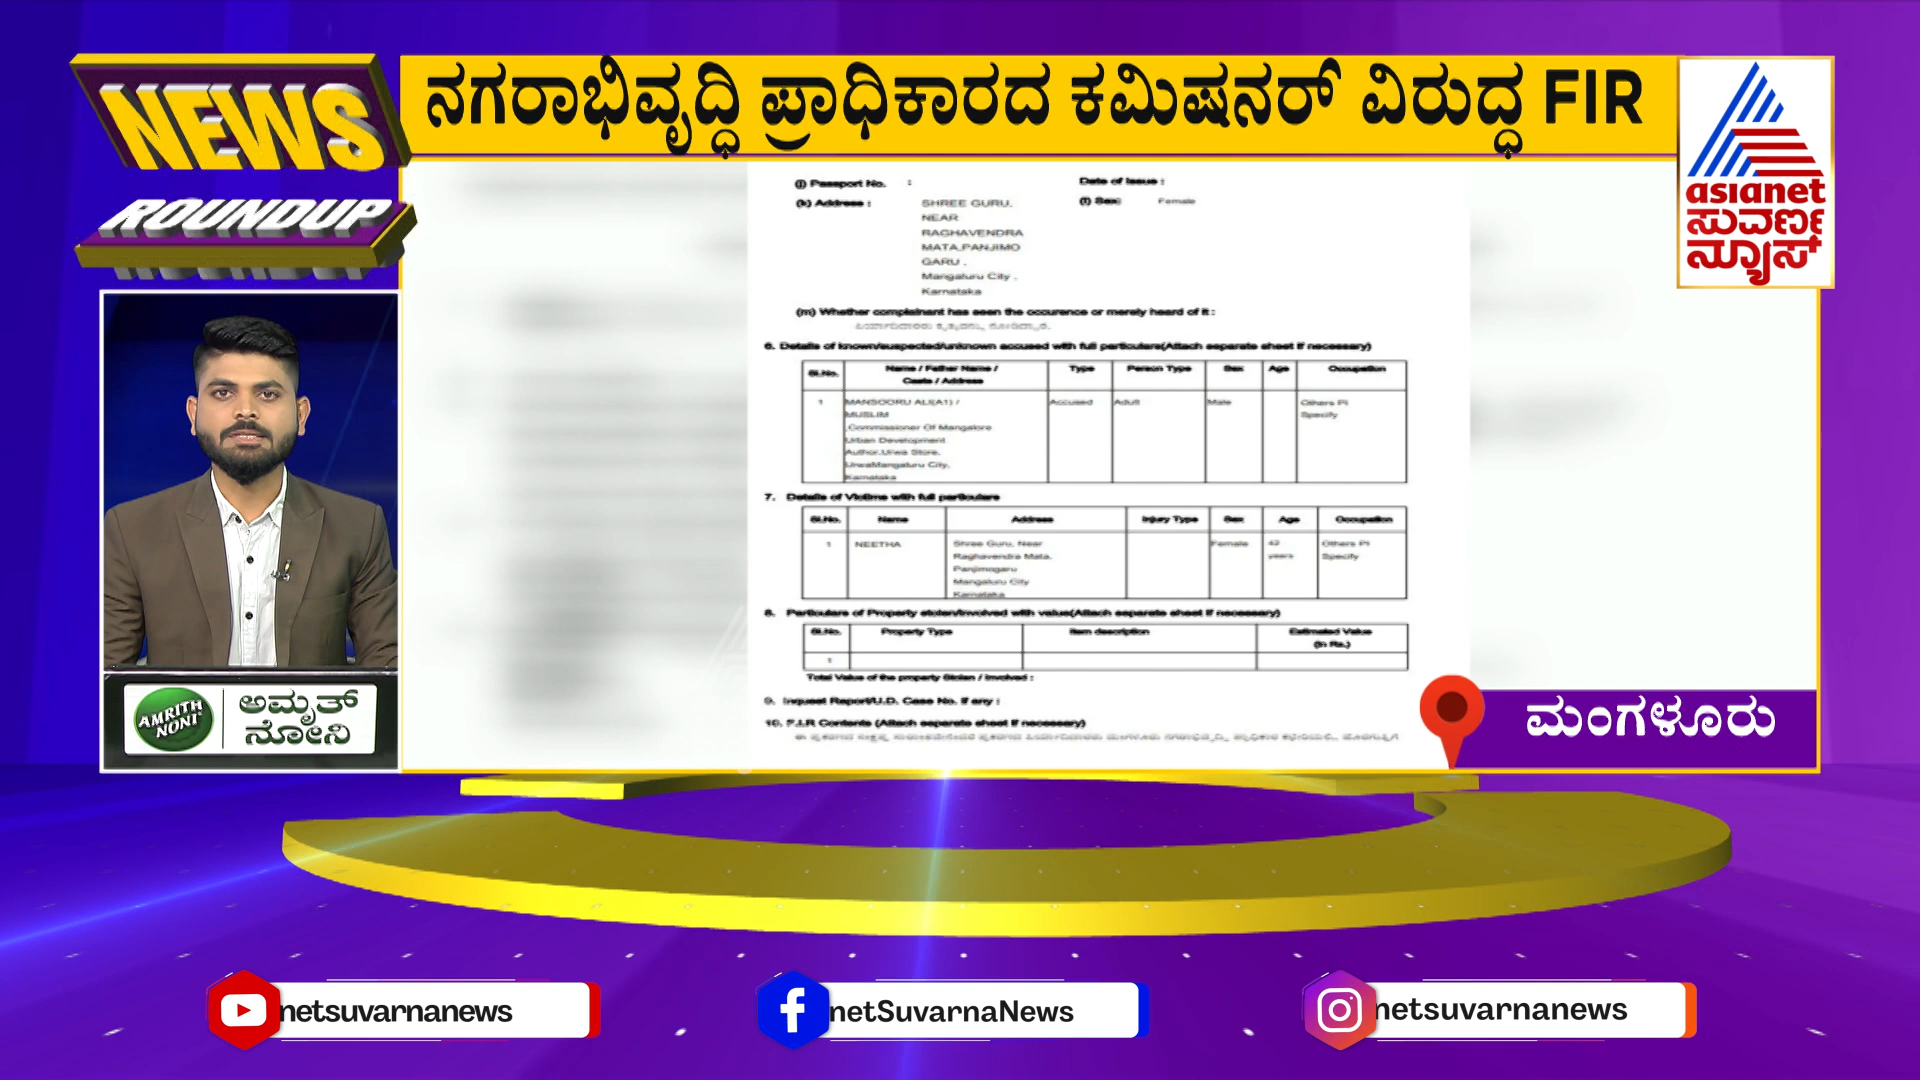 NEWS
ROUNDUP
ನಗರಾಭಿವೃದ್ಧಿ ಪ್ರಾಧಿಕಾರದ ಕಮಿಷನರ್ ವಿರುದ್ಧ FIR
asianet
ಸುವರ್ಣ
ನ್ಯೂಸ್
(j) Passport No. :
Date of Issue :
(k) Address :
SHREE GURU,
NEAR
RAGHAVENDRA
MATA,PANJIMO
GARU ,
Mangaluru City ,
Karnataka
(l) Sex: Female
(m) Whether complainant has seen the occurence or merely heard of it :
6. Details of known/suspected/unknown accused with full particulars(Attach separate sheet if necessary)
Sl.No. Name / Father Name / Caste / Address Type Person Type Sex Age Occupation
1 MANSOORU ALI(A1) / Accused Adult Male Others Pl
MUSLIM Specify
,Commissioner Of Mangalore
Urban Development
Author,Urwa Store,
UrwaMangaluru City,
Karnataka
7. Details of Victims with full particulars
Sl.No. Name Address Injury Type Sex Age Occupation
1 NEETHA Shree Guru, Near Female 42 Others Pl
Raghavendra Mata, years Specify
Panjimogaru
Mangaluru City
Karnataka
8. Particulars of Property stolen/involved with value(Attach separate sheet if necessary)
Sl.No. Property Type Item description Estimated Value
(In Rs.)
1
Total Value of the property Stolen / Involved :
9. Inquest Report/U.D. Case No. if any :
10. F.I.R Contents (Attach separate sheet if necessary)
AMRITH
NONI
ಅಮೃತ್
ನೋನಿ
ಮಂಗಳೂರು
netsuvarnanews
netSuvarnaNews
netsuvarnanews